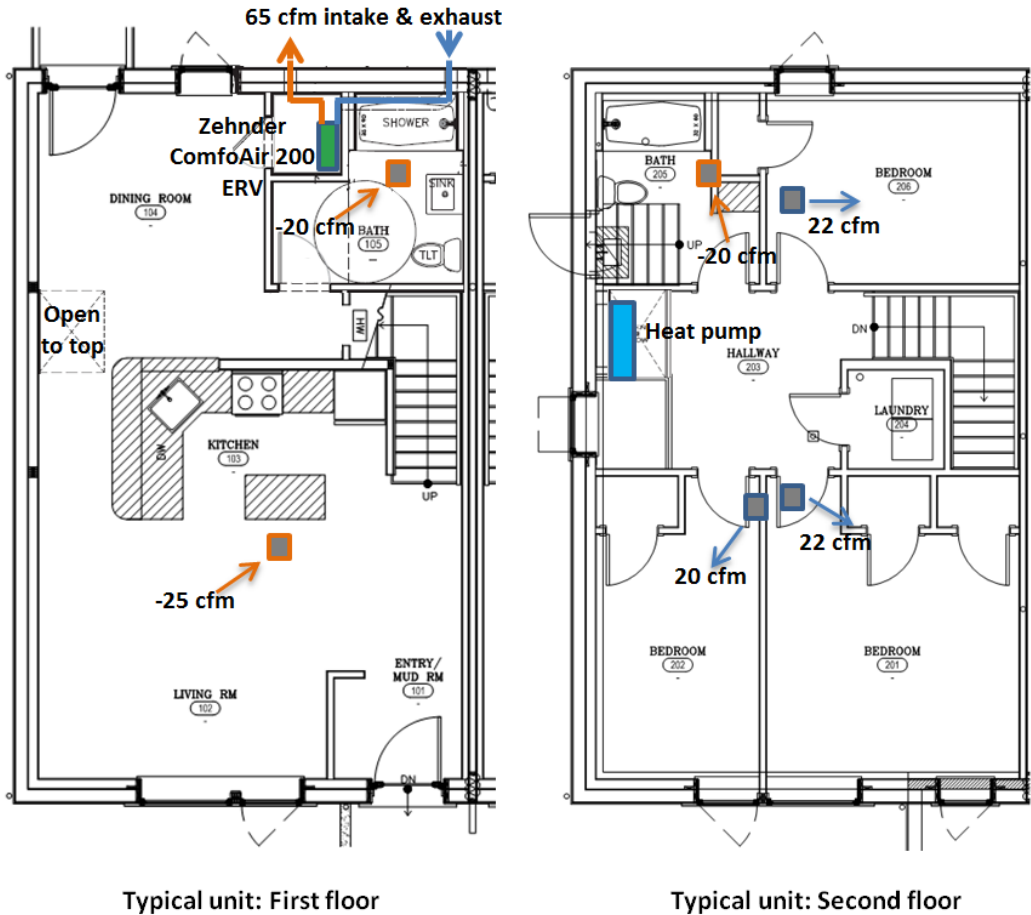 65 cfm intake & exhaust
Zehnder
ComfoAir 200
ERV
SHOWER
SINK
DINING ROOM
104
-20 cfm
BATH
105
TLT
Open
to top
HW
KITCHEN
103
DW
UP
-25 cfm
LIVING RM
102
ENTRY/
MUD RM
101
DN
Typical unit: First floor
BATH
205
BEDROOM
206
22 cfm
-20 cfm
UP
Heat pump
HALLWAY
203
DN
LAUNDRY
204
22 cfm
20 cfm
BEDROOM
202
BEDROOM
201
Typical unit: Second floor